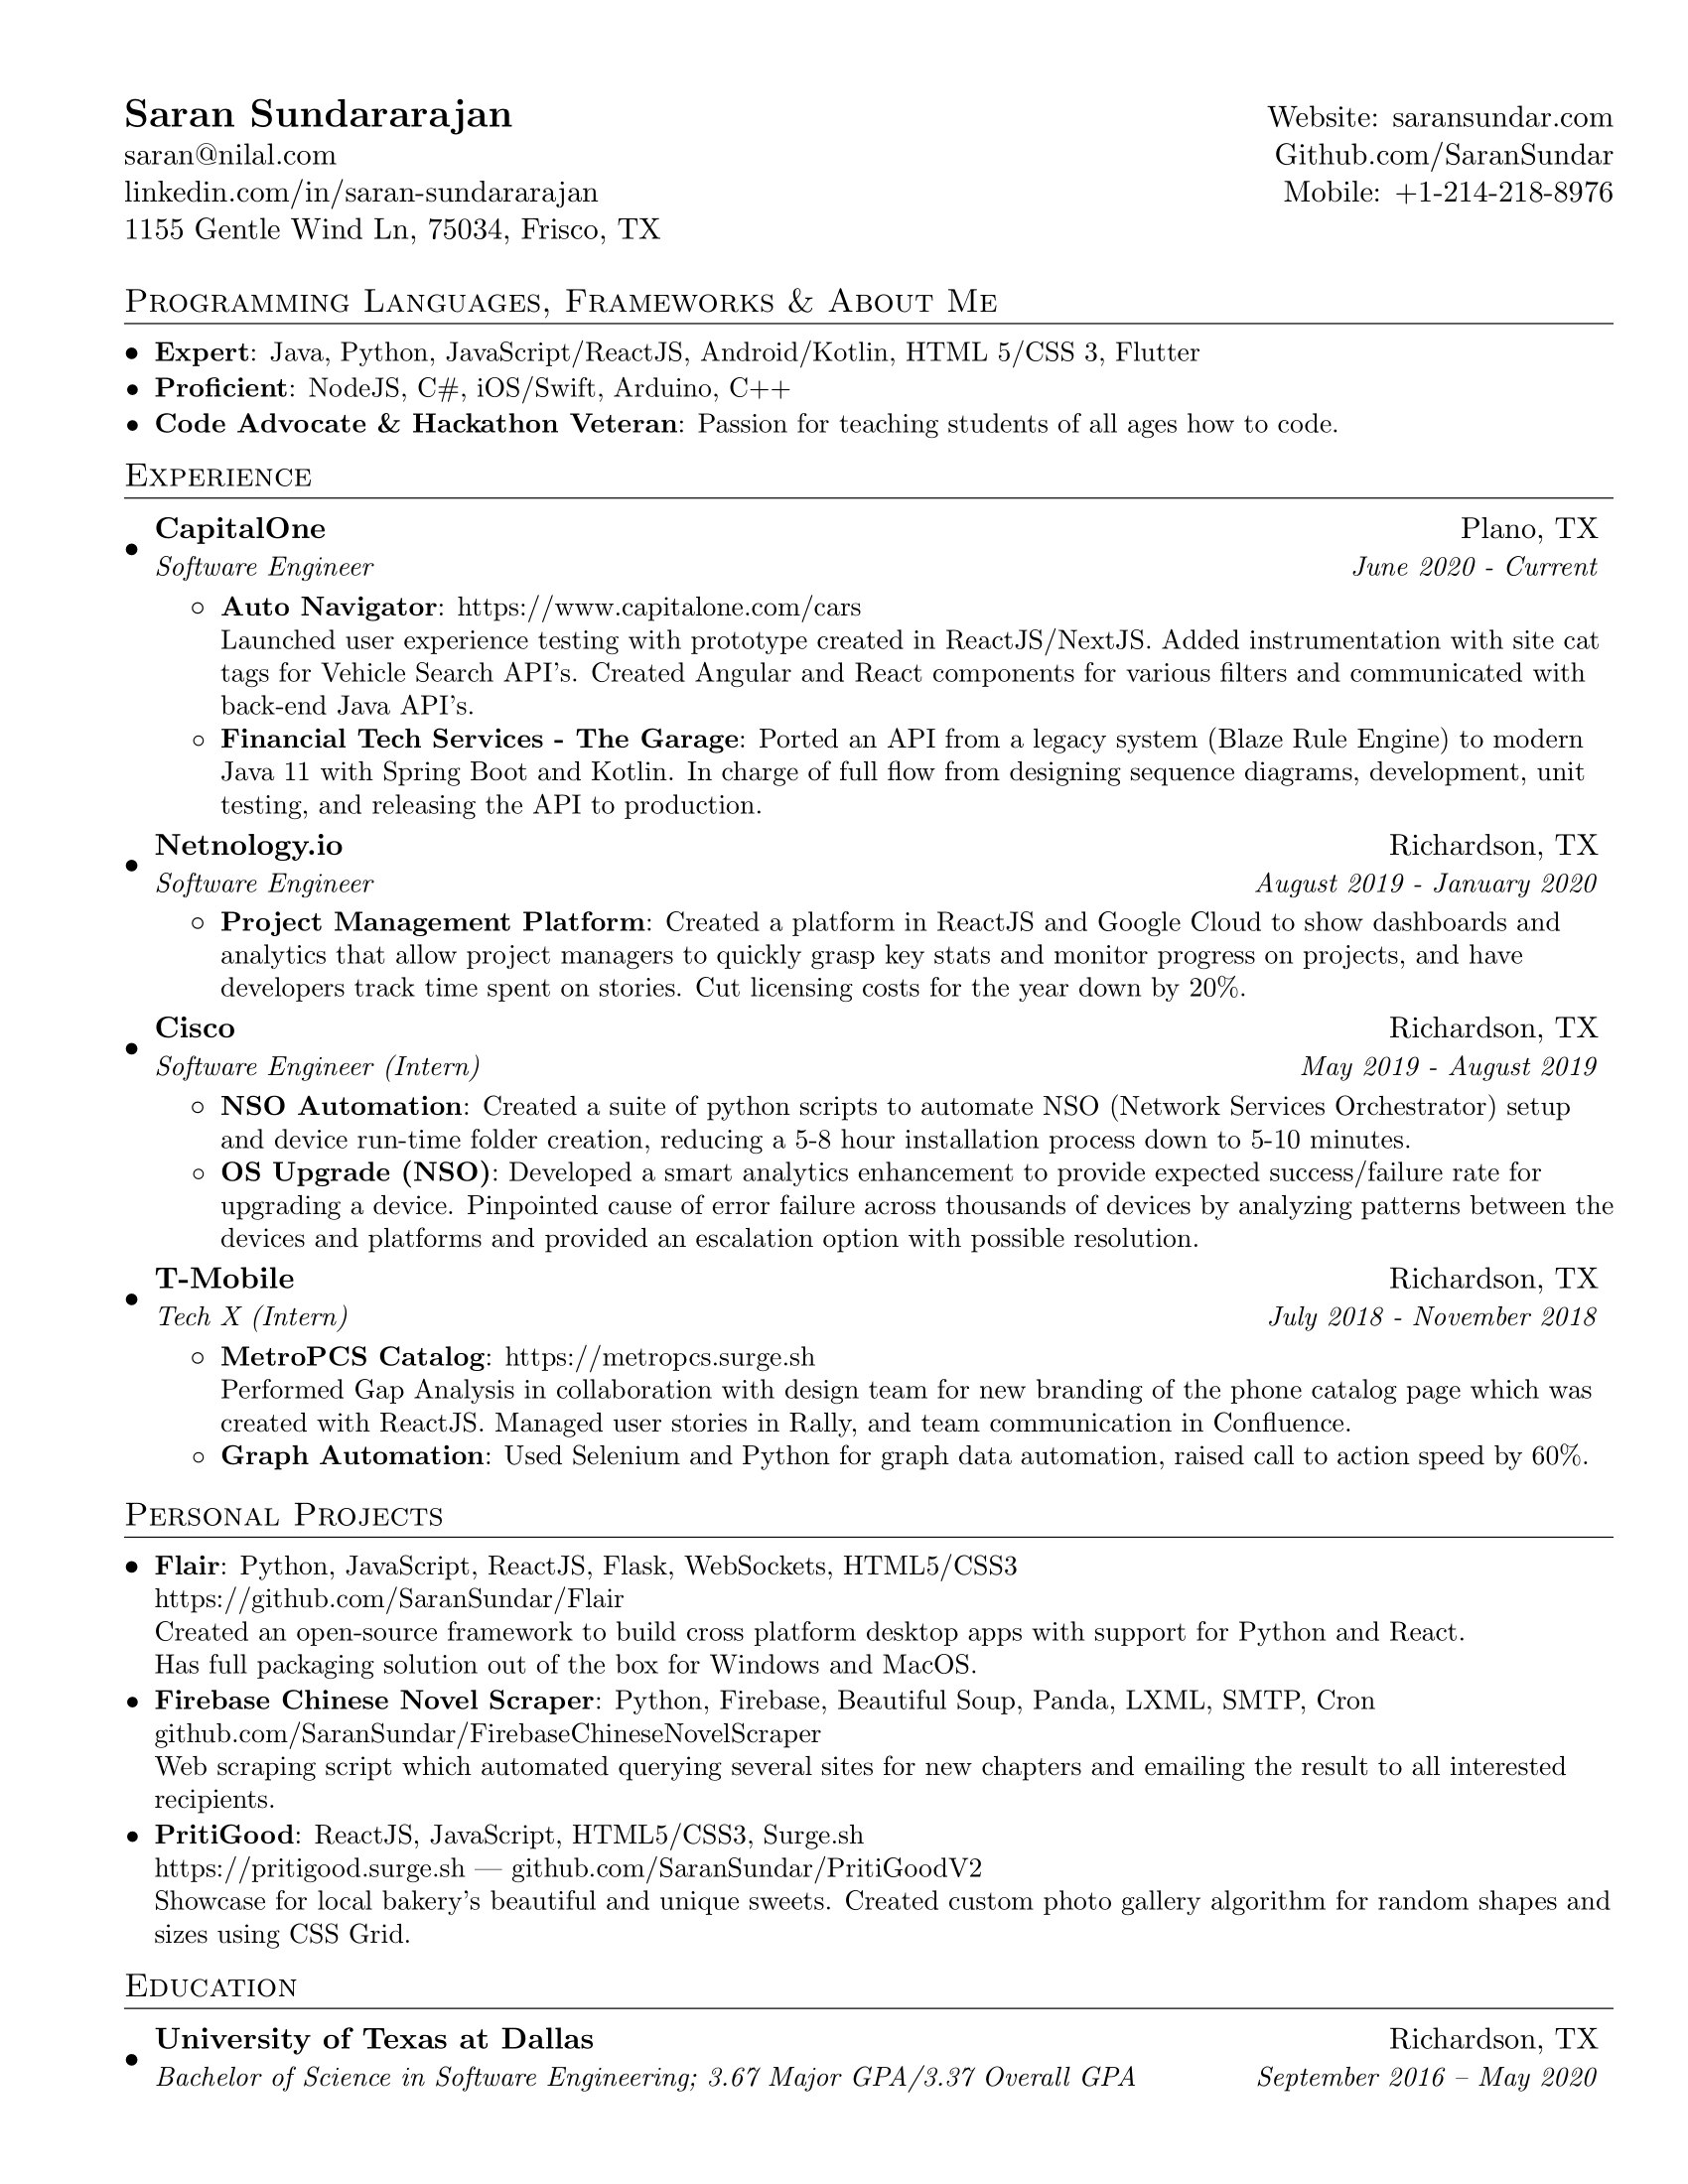 Saran Sundararajan
Website: saransundar.com
saran@nilal.com
Github.com/SaranSundar
linkedin.com/in/saran-sundararajan
Mobile: +1-214-218-8976
1155 Gentle Wind Ln, 75034, Frisco, TX
Programming Languages, Frameworks & About Me
• Expert: Java, Python, JavaScript/ReactJS, Android/Kotlin, HTML 5/CSS 3, Flutter
• Proficient: NodeJS, C#, iOS/Swift, Arduino, C++
• Code Advocate & Hackathon Veteran: Passion for teaching students of all ages how to code.
Experience
• CapitalOne Plano, TX
Software Engineer June 2020 - Current
◦ Auto Navigator: https://www.capitalone.com/cars
Launched user experience testing with prototype created in ReactJS/NextJS. Added instrumentation with site cat
tags for Vehicle Search API's. Created Angular and React components for various filters and communicated with
back-end Java API's.
◦ Financial Tech Services - The Garage: Ported an API from a legacy system (Blaze Rule Engine) to modern
Java 11 with Spring Boot and Kotlin. In charge of full flow from designing sequence diagrams, development, unit
testing, and releasing the API to production.
• Netnology.io Richardson, TX
Software Engineer August 2019 - January 2020
◦ Project Management Platform: Created a platform in ReactJS and Google Cloud to show dashboards and
analytics that allow project managers to quickly grasp key stats and monitor progress on projects, and have
developers track time spent on stories. Cut licensing costs for the year down by 20%.
• Cisco Richardson, TX
Software Engineer (Intern) May 2019 - August 2019
◦ NSO Automation: Created a suite of python scripts to automate NSO (Network Services Orchestrator) setup
and device run-time folder creation, reducing a 5-8 hour installation process down to 5-10 minutes.
◦ OS Upgrade (NSO): Developed a smart analytics enhancement to provide expected success/failure rate for
upgrading a device. Pinpointed cause of error failure across thousands of devices by analyzing patterns between the
devices and platforms and provided an escalation option with possible resolution.
• T-Mobile Richardson, TX
Tech X (Intern) July 2018 - November 2018
◦ MetroPCS Catalog: https://metropcs.surge.sh
Performed Gap Analysis in collaboration with design team for new branding of the phone catalog page which was
created with ReactJS. Managed user stories in Rally, and team communication in Confluence.
◦ Graph Automation: Used Selenium and Python for graph data automation, raised call to action speed by 60%.
Personal Projects
• Flair: Python, JavaScript, ReactJS, Flask, WebSockets, HTML5/CSS3
https://github.com/SaranSundar/Flair
Created an open-source framework to build cross platform desktop apps with support for Python and React.
Has full packaging solution out of the box for Windows and MacOS.
• Firebase Chinese Novel Scraper: Python, Firebase, Beautiful Soup, Panda, LXML, SMTP, Cron
github.com/SaranSundar/FirebaseChineseNovelScraper
Web scraping script which automated querying several sites for new chapters and emailing the result to all interested
recipients.
• PritiGood: ReactJS, JavaScript, HTML5/CSS3, Surge.sh
https://pritigood.surge.sh — github.com/SaranSundar/PritiGoodV2
Showcase for local bakery's beautiful and unique sweets. Created custom photo gallery algorithm for random shapes and
sizes using CSS Grid.
Education
• University of Texas at Dallas Richardson, TX
Bachelor of Science in Software Engineering; 3.67 Major GPA/3.37 Overall GPA September 2016 – May 2020